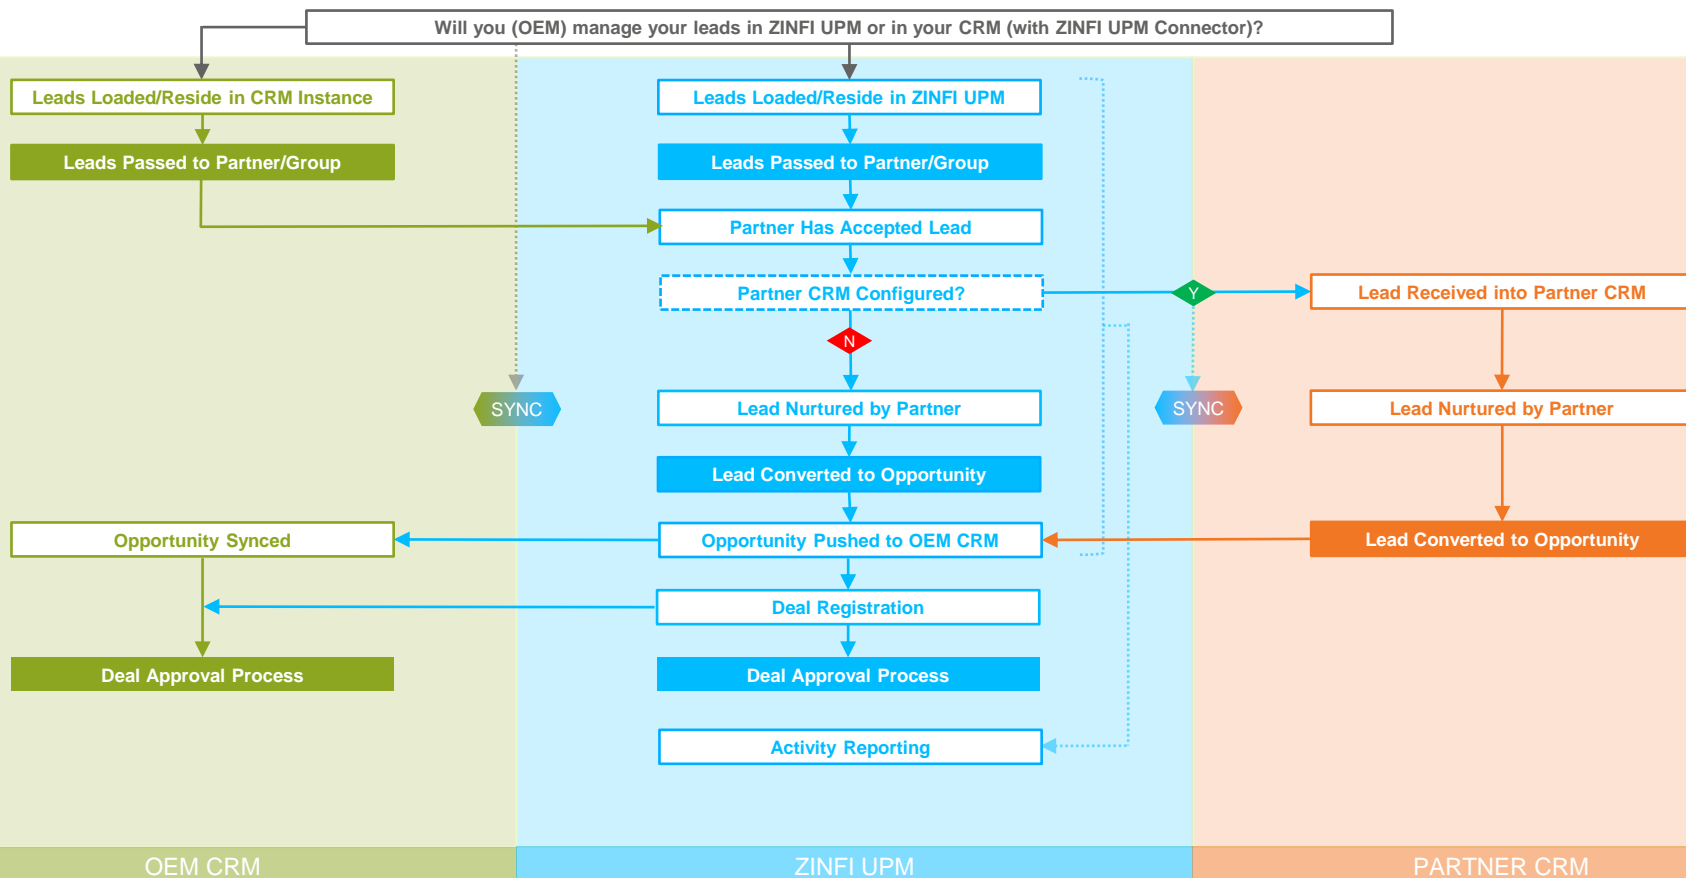 Will you (OEM) manage your leads in ZINFI UPM or in your CRM (with ZINFI UPM Connector)?
Leads Loaded/Reside in CRM Instance
Leads Loaded/Reside in ZINFI UPM
Leads Passed to Partner/Group
Leads Passed to Partner/Group
Partner Has Accepted Lead
Partner CRM Configured?
Y
Lead Received into Partner CRM
N
SYNC
Lead Nurtured by Partner
SYNC
Lead Nurtured by Partner
Lead Converted to Opportunity
Opportunity Synced
Opportunity Pushed to OEM CRM
Lead Converted to Opportunity
Deal Registration
Deal Approval Process
Deal Approval Process
Activity Reporting
OEM CRM
ZINFI UPM
PARTNER CRM